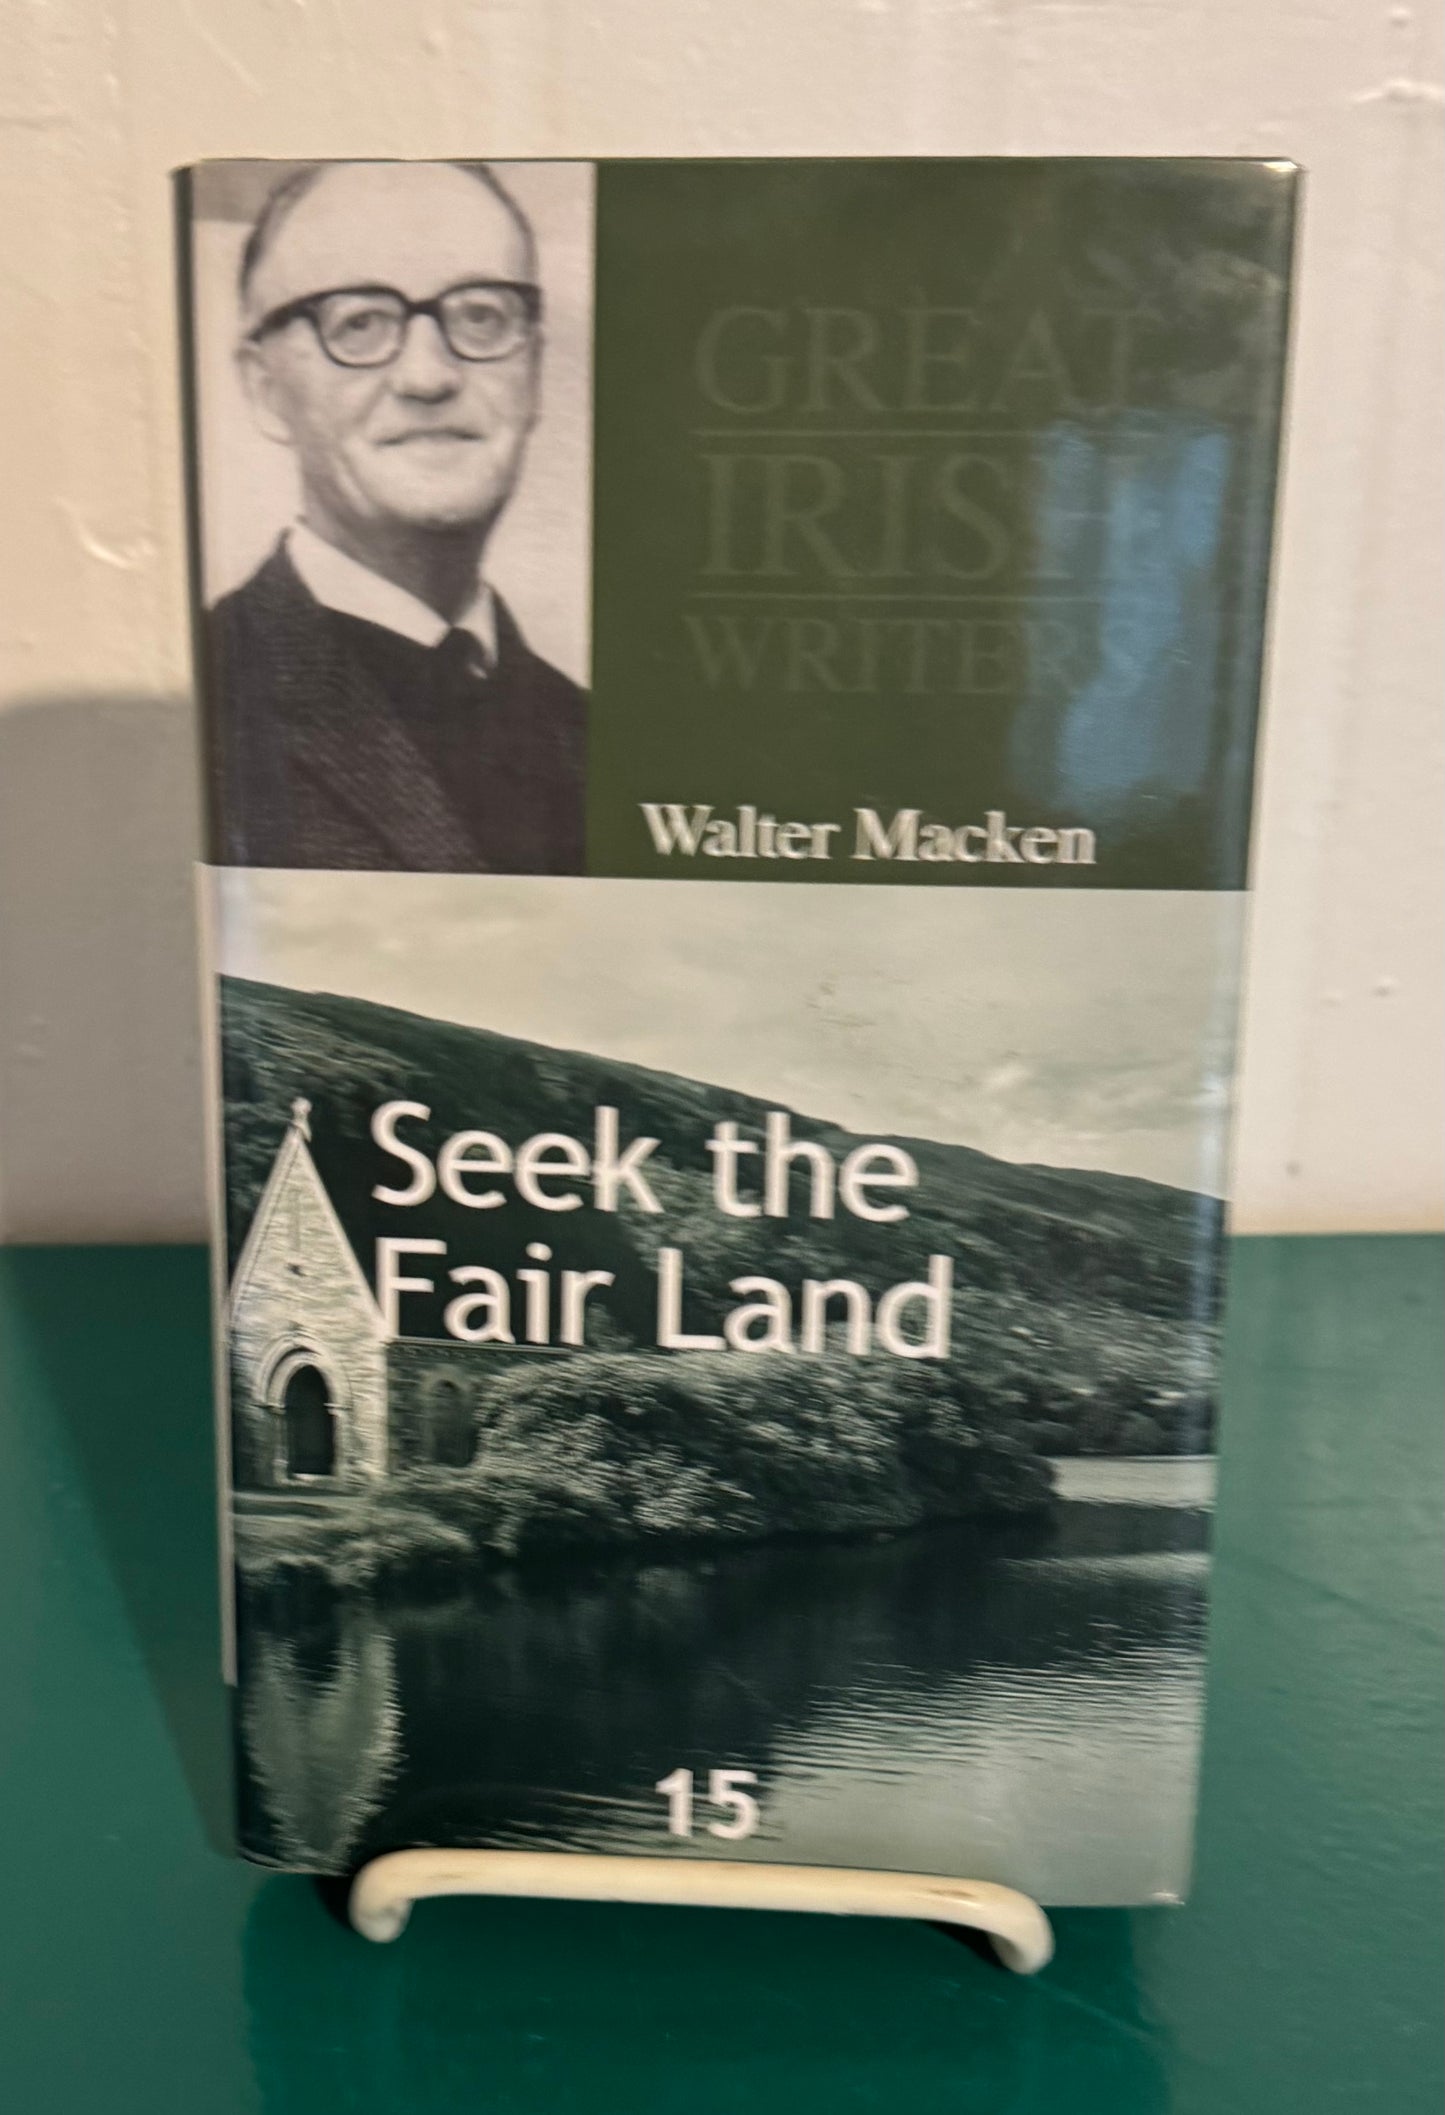 GREAT
IRISH
WRITERS
Walter Macken
Seek the
Fair Land
15